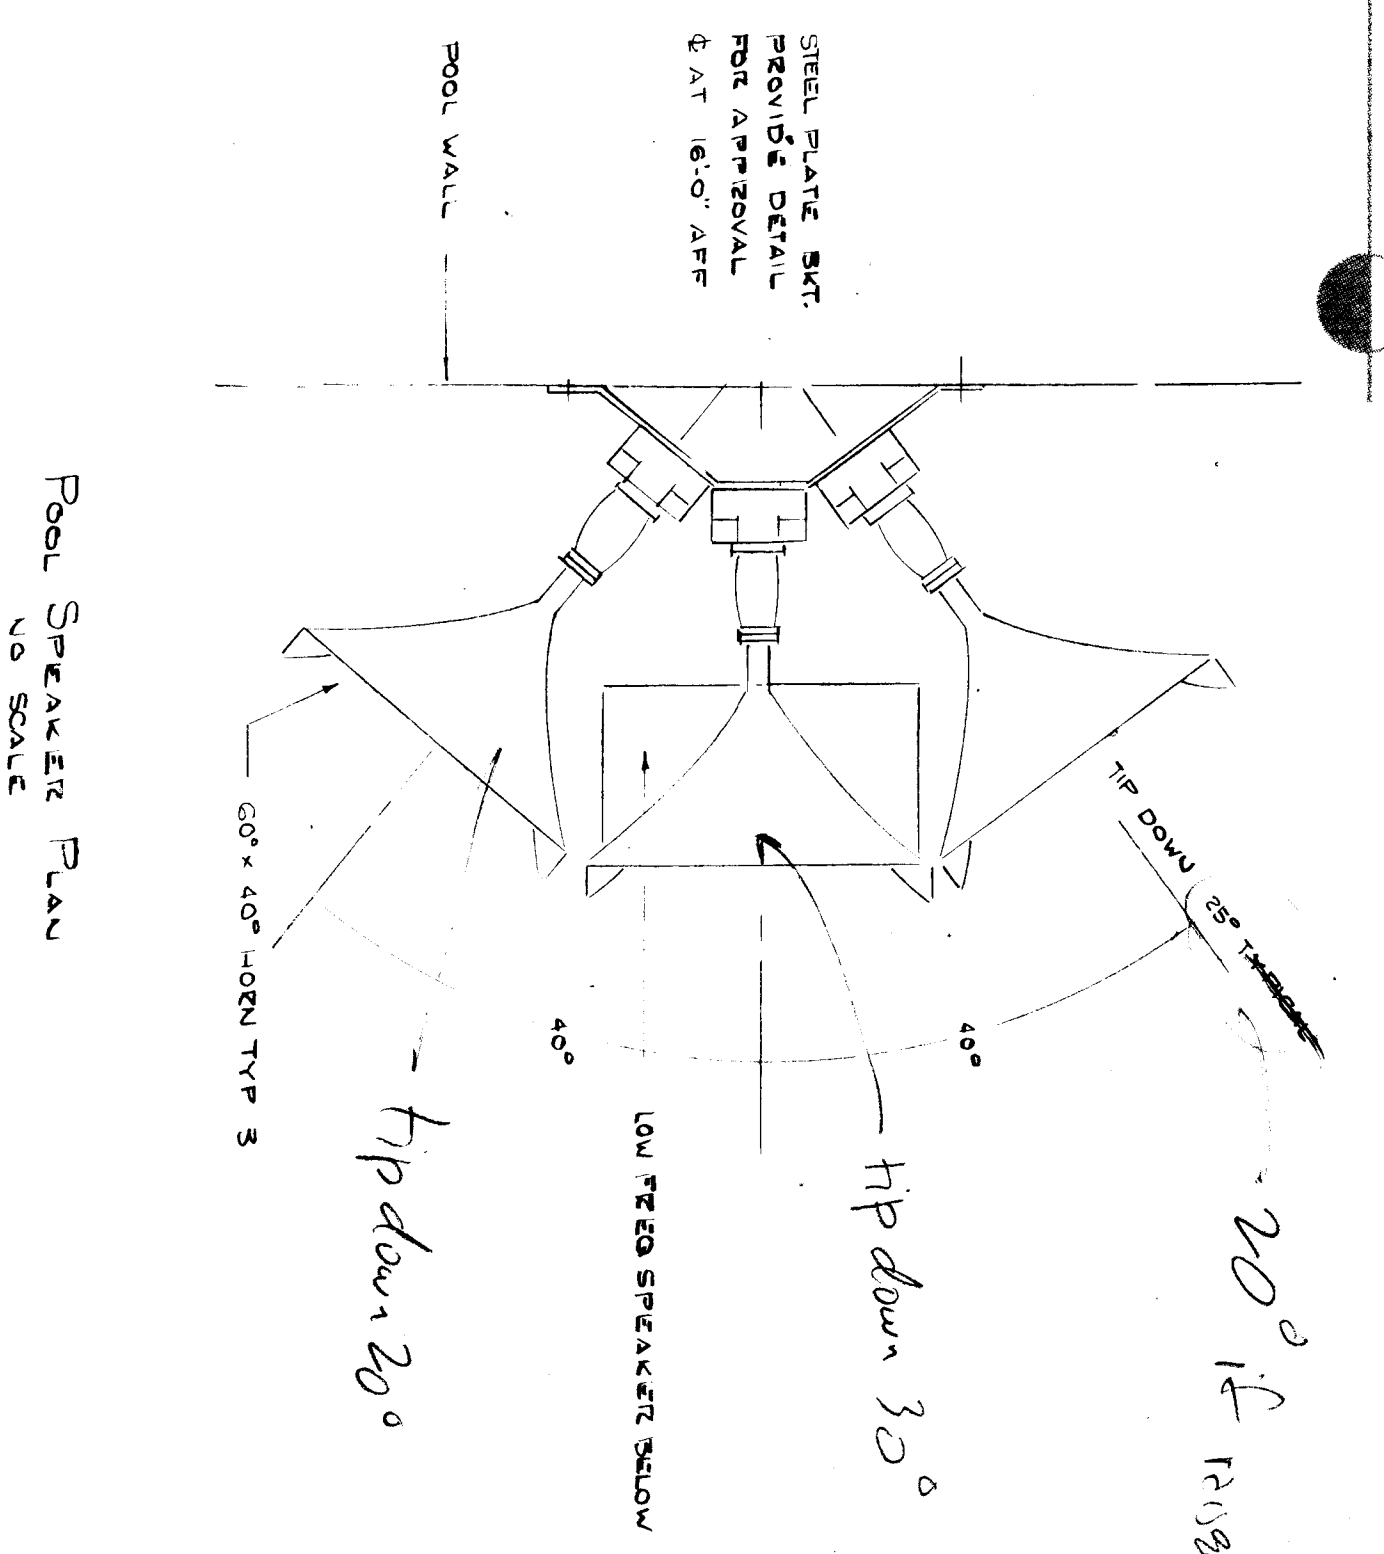 STEEL PLATE BKT.
PROVIDE DETAIL
FOR APPROVAL
℄ AT 16'-0" AFF
POOL WALL
TIP DOWN 25°
20° if
40°
40°
tip down 30°
LOW FREQ SPEAKER BELOW
tip down 20°
60° x 40° HORN TYP 3
POOL SPEAKER PLAN
NO SCALE